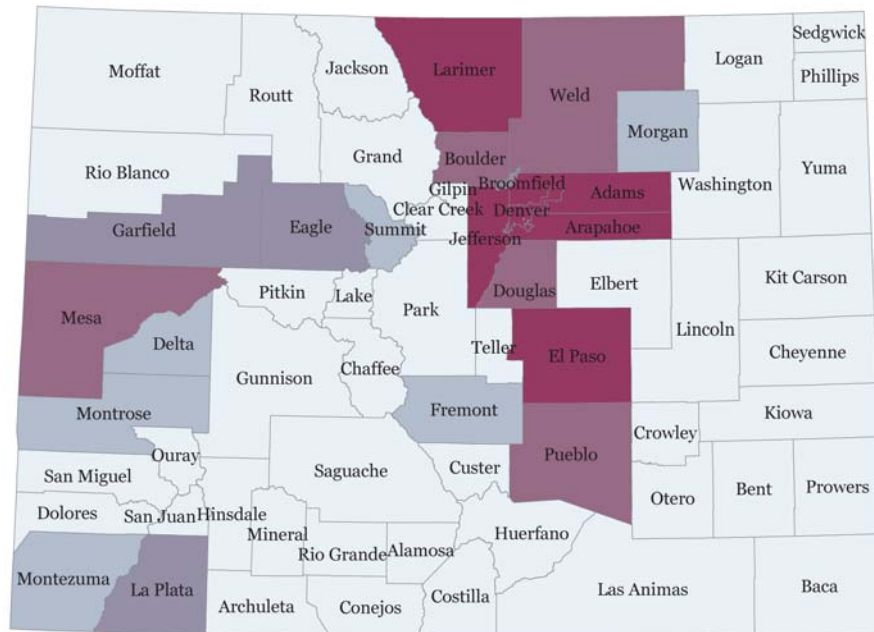 Sedgwick
Moffat
Jackson
Larimer
Logan
Phillips
Routt
Weld
Morgan
Grand
Boulder
Rio Blanco
Yuma
Washington
Gilpin
Broomfield
Adams
Clear Creek
Denver
Garfield
Eagle
Summit
Jefferson
Arapahoe
Kit Carson
Elbert
Pitkin
Lake
Douglas
Park
Mesa
Lincoln
Delta
Teller
El Paso
Cheyenne
Chaffee
Gunnison
Montrose
Fremont
Kiowa
Crowley
Ouray
Pueblo
Saguache
Custer
San Miguel
Otero
Bent
Prowers
Dolores
San Juan
Hinsdale
Mineral
Huerfano
Rio Grande
Alamosa
Montezuma
La Plata
Las Animas
Baca
Costilla
Archuleta
Conejos